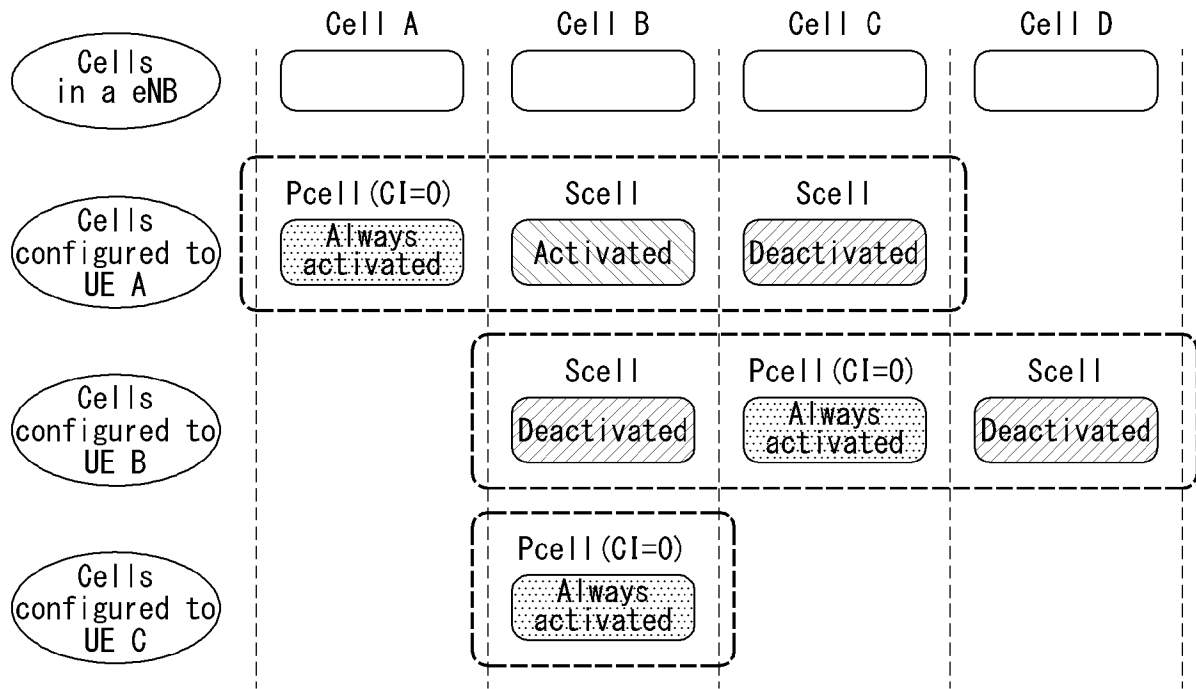 Cell A Cell B Cell C Cell D
Cells
in a eNB
Pcell(CI=0) Scell Scell
Cells
configured to
UE A
Always
activated
Activated
Deactivated
Scell Pcell(CI=0) Scell
Cells
configured to
UE B
Deactivated
Always
activated
Deactivated
Pcell(CI=0)
Cells
configured to
UE C
Always
activated